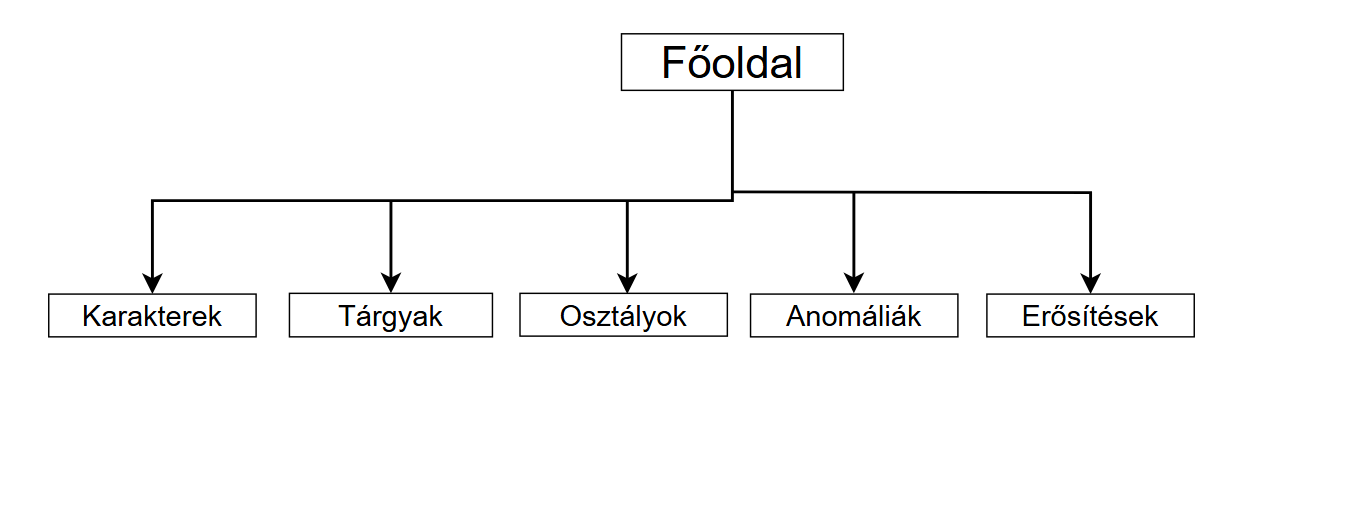 Főoldal
Karakterek
Tárgyak
Osztályok
Anomáliák
Erősítések